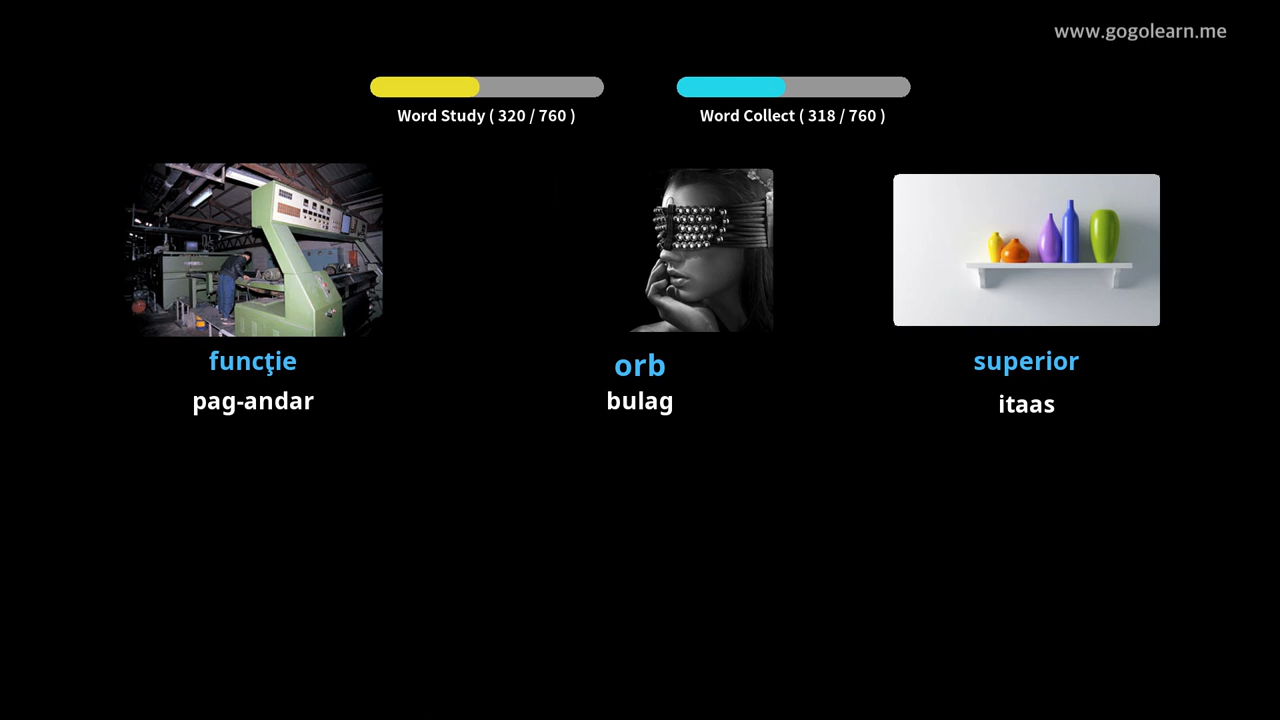 www.gogolearn.me
Word Study ( 320 / 760 )
Word Collect ( 318 / 760 )
funcţie
orb
superior
pag-andar
bulag
itaas